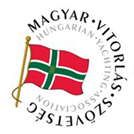 MAGYAR · VITORLÁS · SZÖVETSÉG
HUNGARIAN · YACHTING · ASSOCIATION